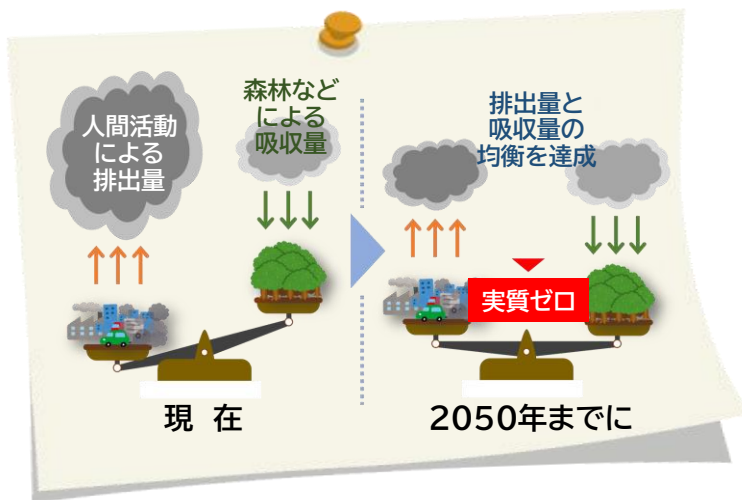 人間活動
による
排出量
森林など
による
吸収量
現 在
排出量と
吸収量の
均衡を達成
実質ゼロ
2050年までに